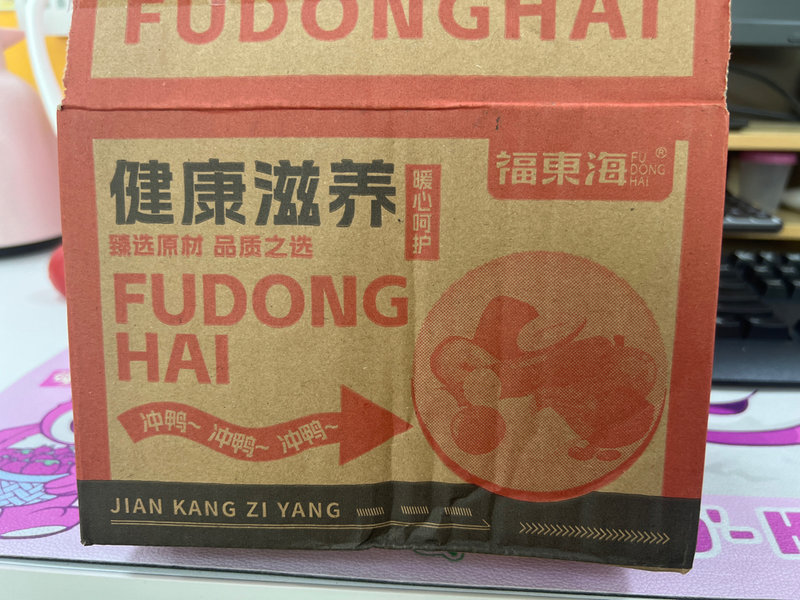 FUDONGHAI
健康滋养
暖心呵护
福東海®
FU
DONG
HAI
臻选原材 品质之选
FUDONG
HAI
冲鸭~ 冲鸭~ 冲鸭~
JIAN KANG ZI YANG